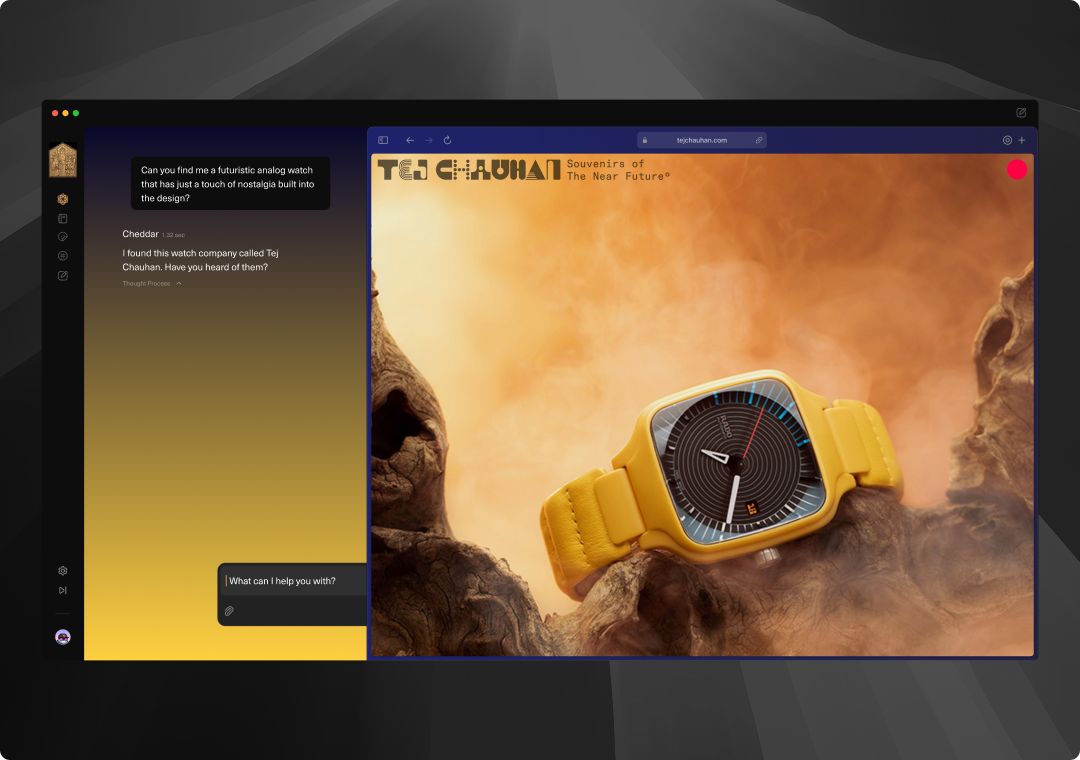 tejchauhan.com
TEJ CHAUHAN
Souvenirs of
The Near Future®
Can you find me a futuristic analog watch
that has just a touch of nostalgia built into
the design?
Cheddar 1.32 sec
I found this watch company called Tej
Chauhan. Have you heard of them?
Thought Process
RADO
What can I help you with?